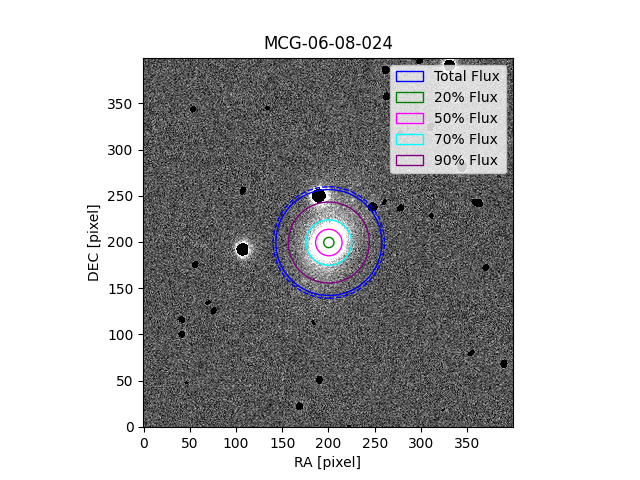 MCG-06-08-024
Total Flux
20% Flux
50% Flux
70% Flux
90% Flux
350
300
250
200
150
100
50
0
DEC [pixel]
0 50 100 150 200 250 300 350
RA [pixel]